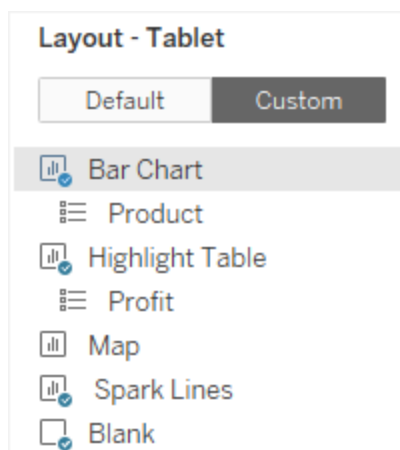 Layout - Tablet
Default Custom
Bar Chart
Product
Highlight Table
Profit
Map
Spark Lines
Blank